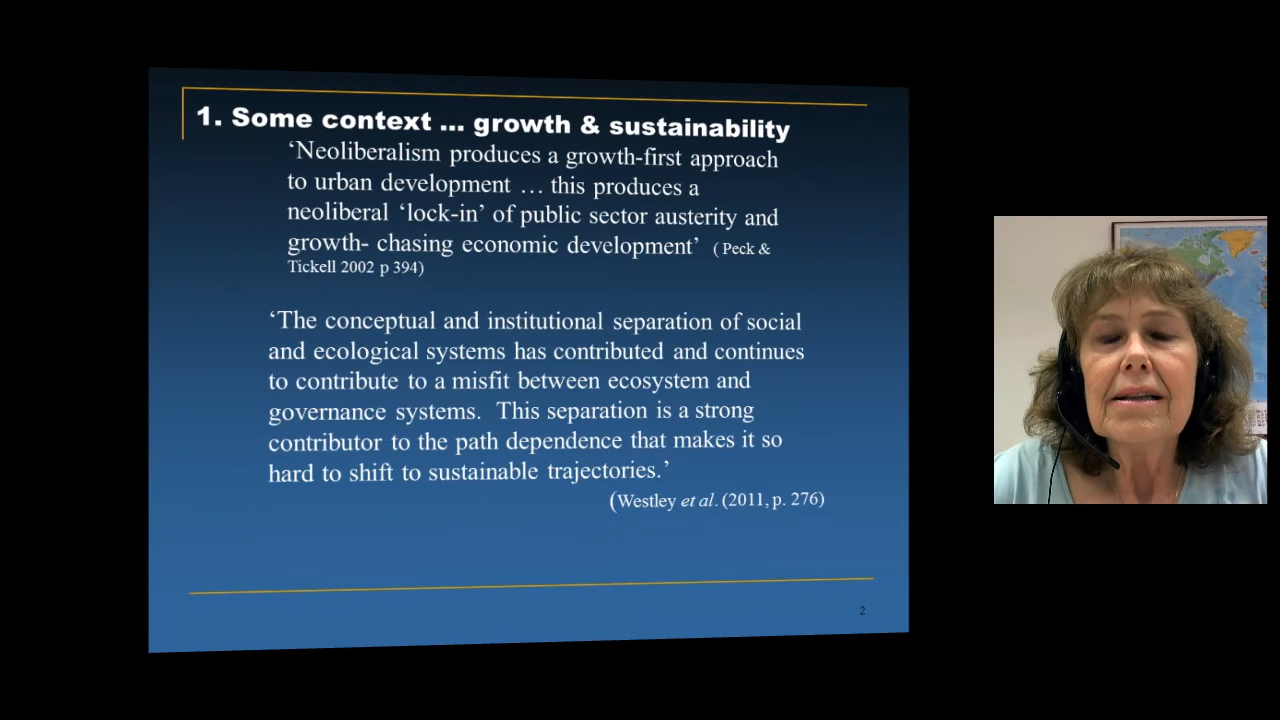 1. Some context ... growth & sustainability
‘Neoliberalism produces a growth-first approach
to urban development … this produces a
neoliberal ‘lock-in’ of public sector austerity and
growth- chasing economic development’ ( Peck &
Tickell 2002 p 394)
‘The conceptual and institutional separation of social
and ecological systems has contributed and continues
to contribute to a misfit between ecosystem and
governance systems. This separation is a strong
contributor to the path dependence that makes it so
hard to shift to sustainable trajectories.’
(Westley et al. (2011, p. 276)
2